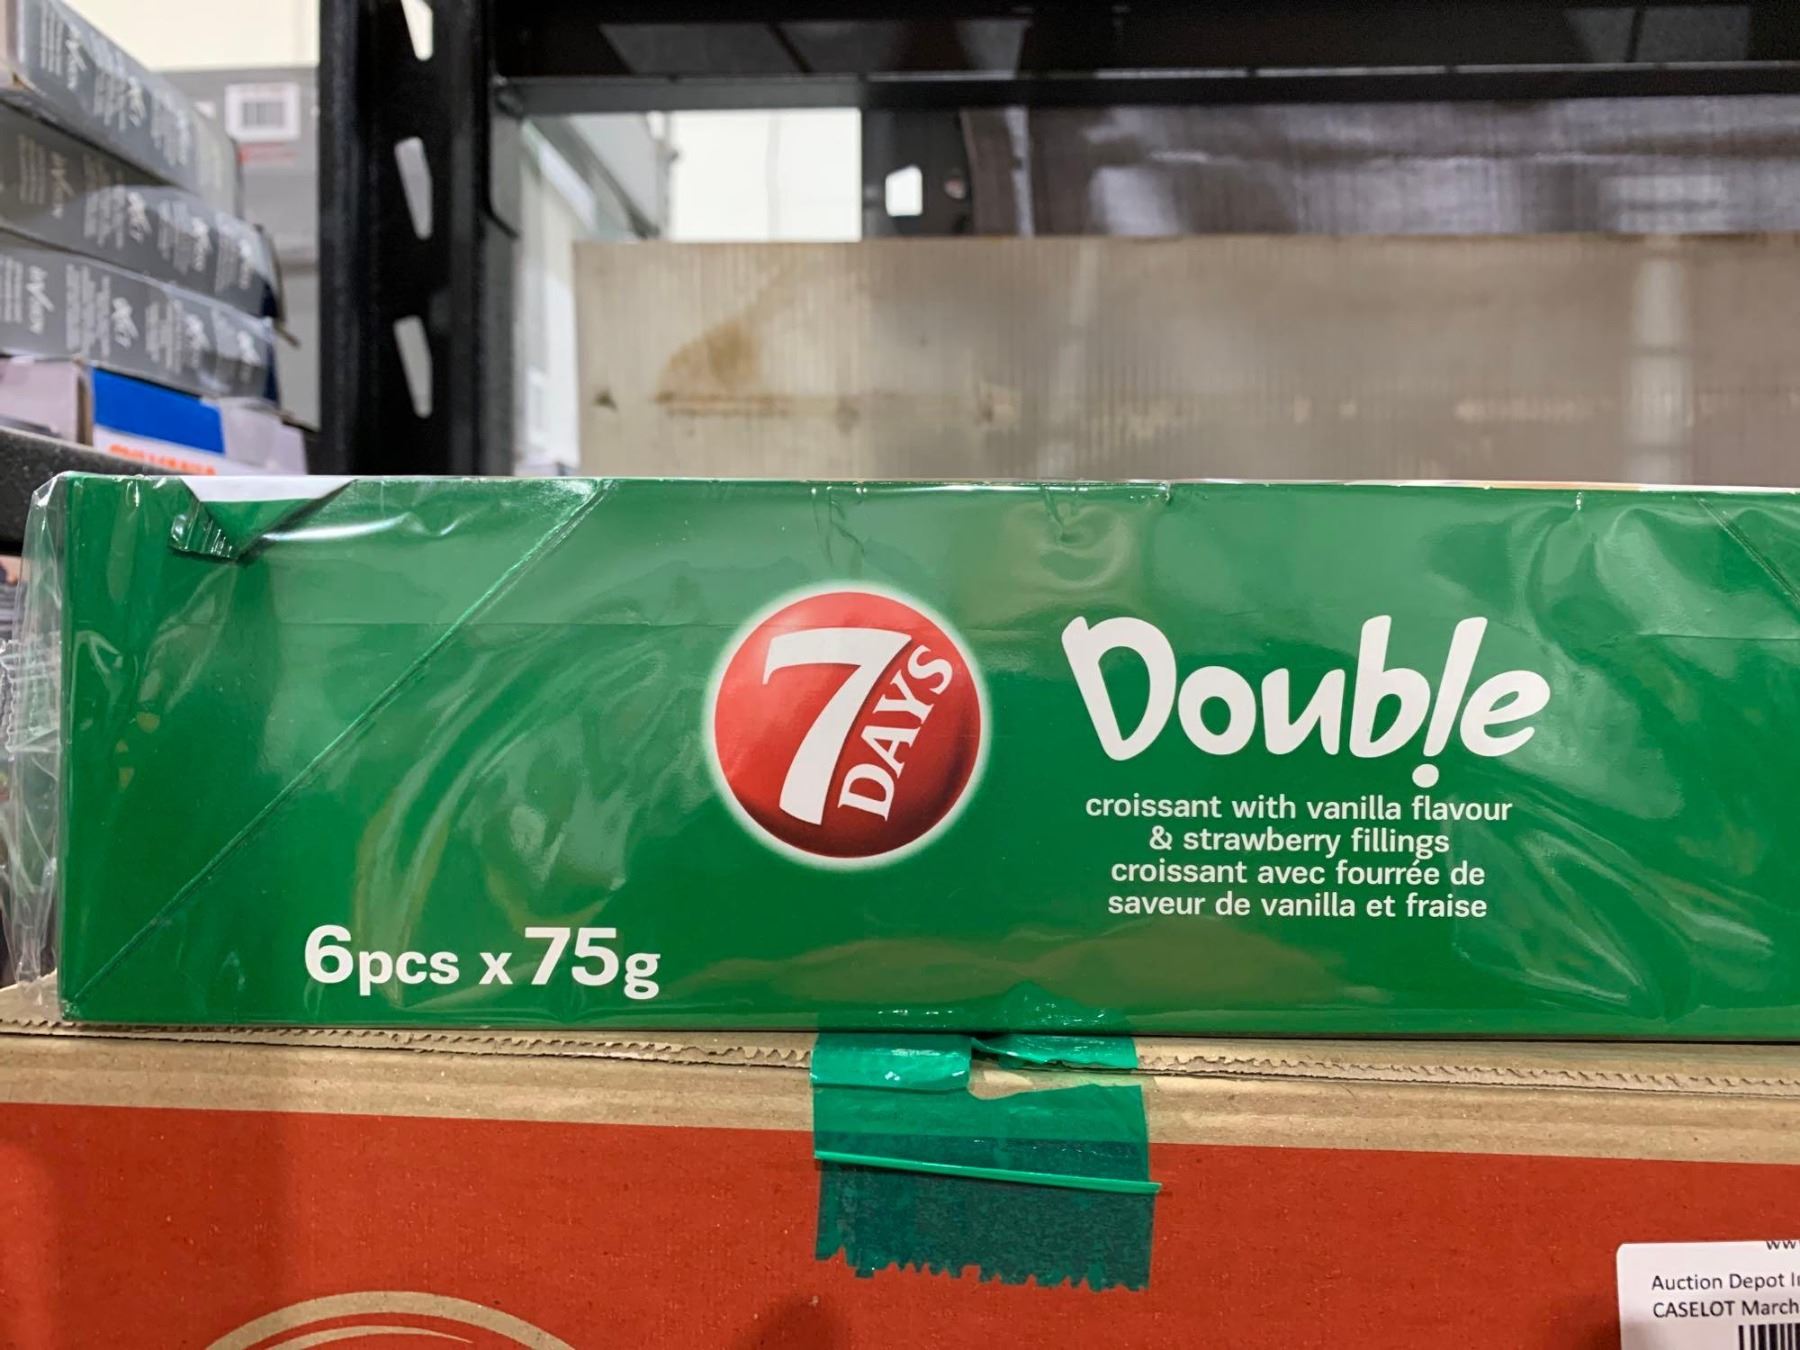 7
DAYS
Double
croissant with vanilla flavour
& strawberry fillings
croissant avec fourrée de
saveur de vanilla et fraise
6pcs x 75g
Auction Depot
CASELOT March